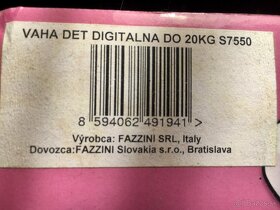 VAHA DET DIGITALNA DO 20KG S7550
8 594062 491941 >
Výrobca: FAZZINI SRL, Italy
Dovozca:FAZZINI Slovakia s.r.o., Bratislava